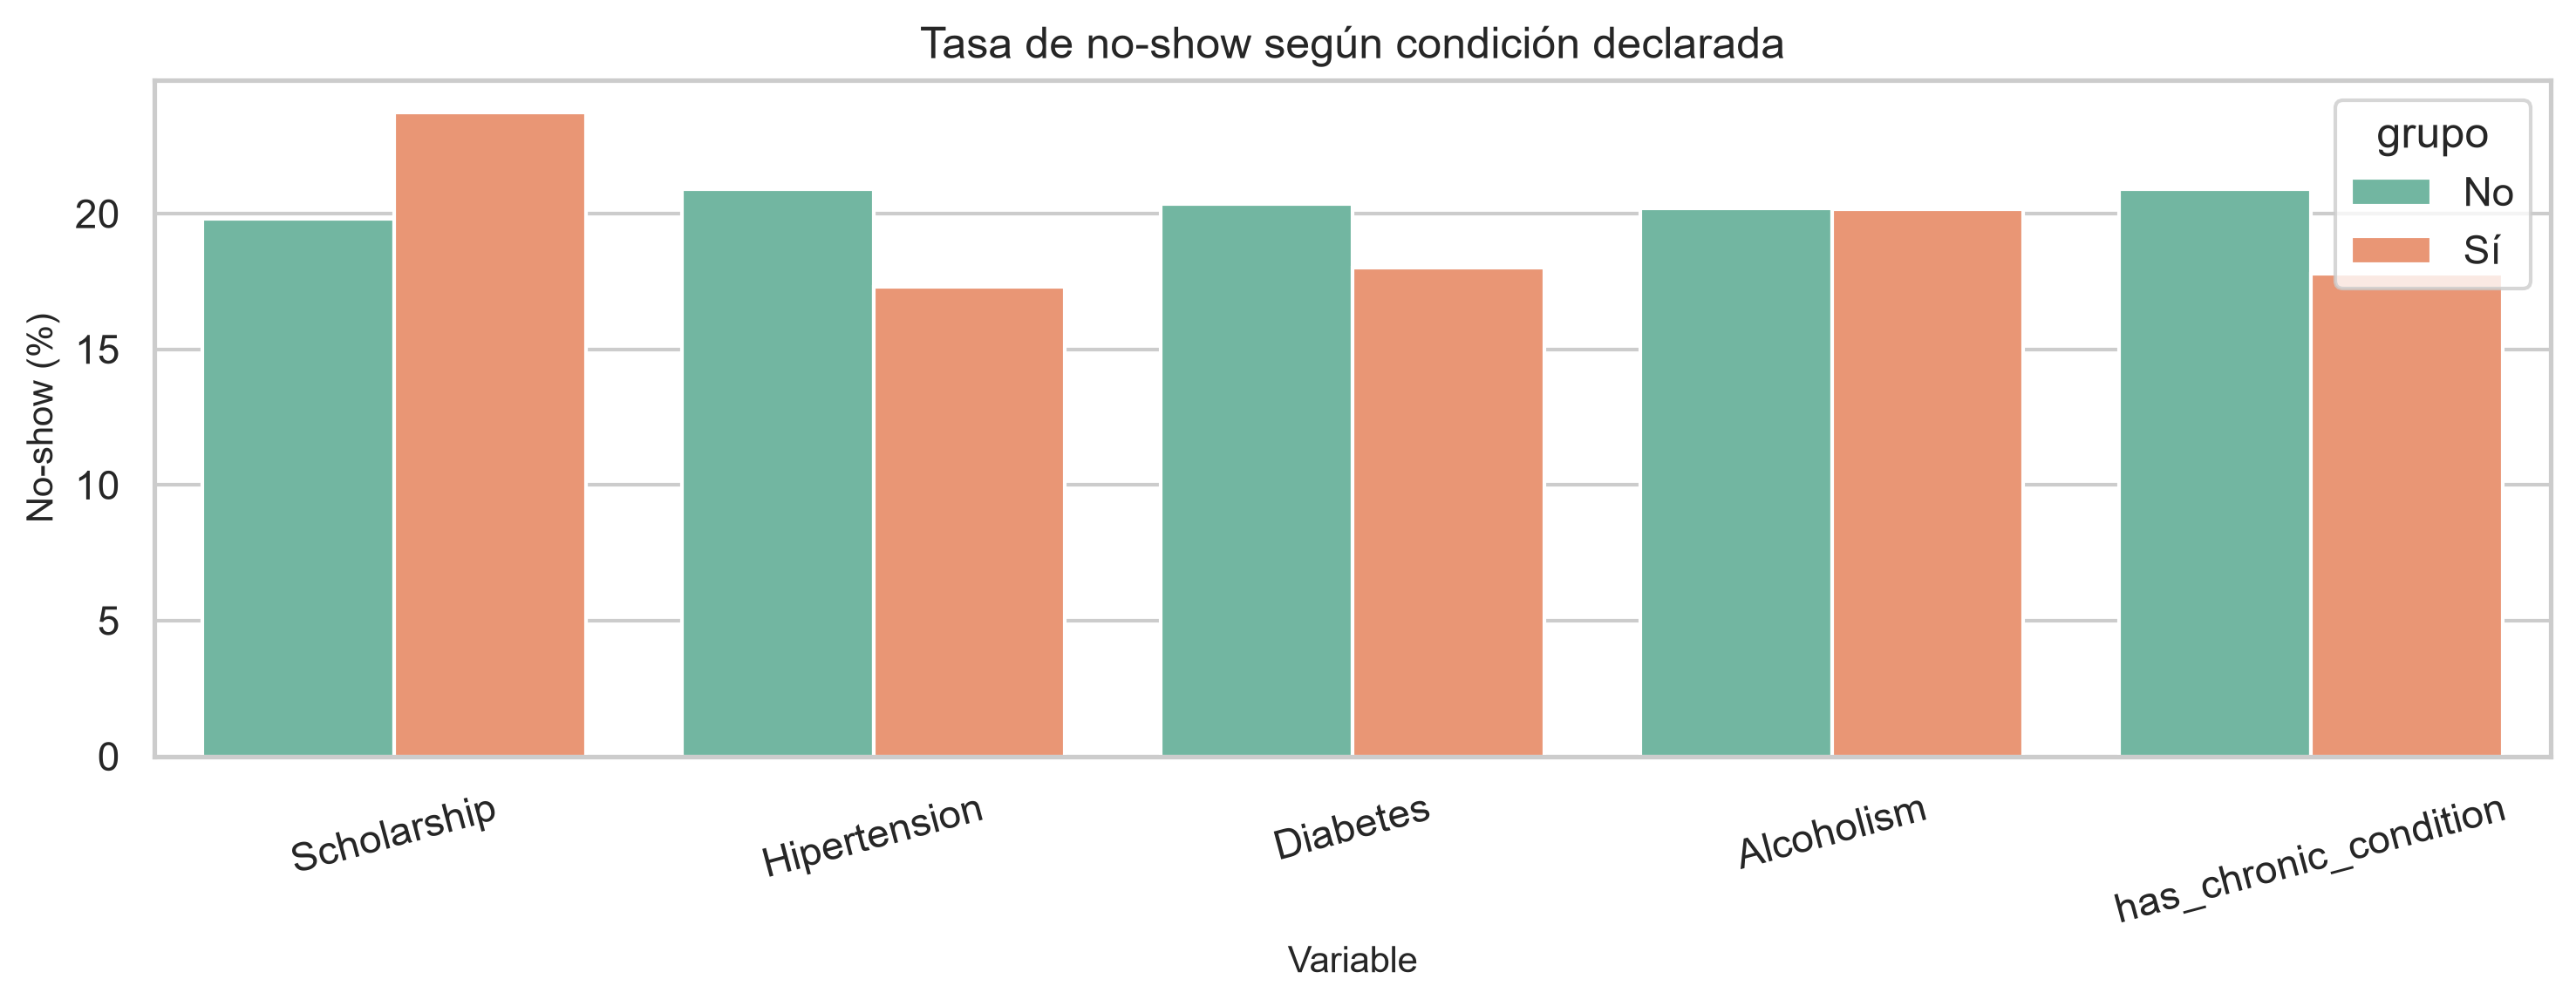 Tasa de no-show según condición declarada
grupo
No
Sí
No-show (%)
20
15
10
5
0
Scholarship
Hipertension
Diabetes
Alcoholism
has_chronic_condition
Variable